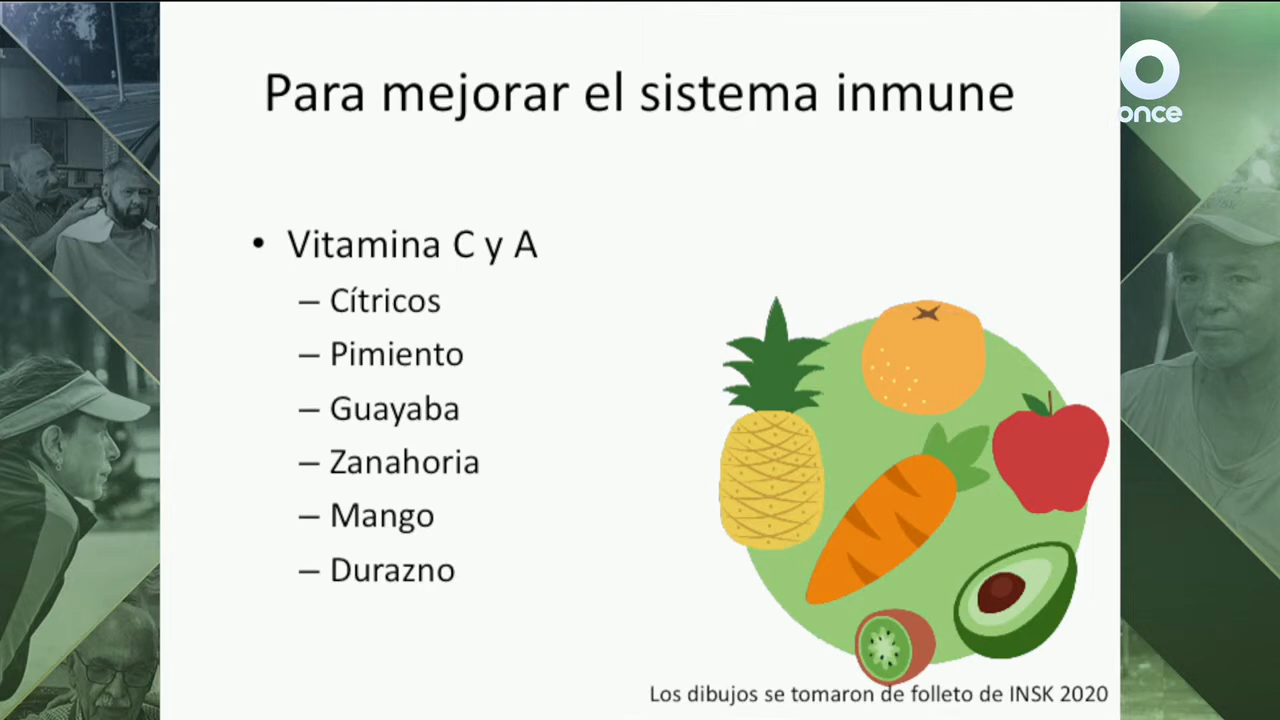 Para mejorar el sistema inmune
once
• Vitamina C y A
– Cítricos
– Pimiento
– Guayaba
– Zanahoria
– Mango
– Durazno
Los dibujos se tomaron de folleto de INSK 2020